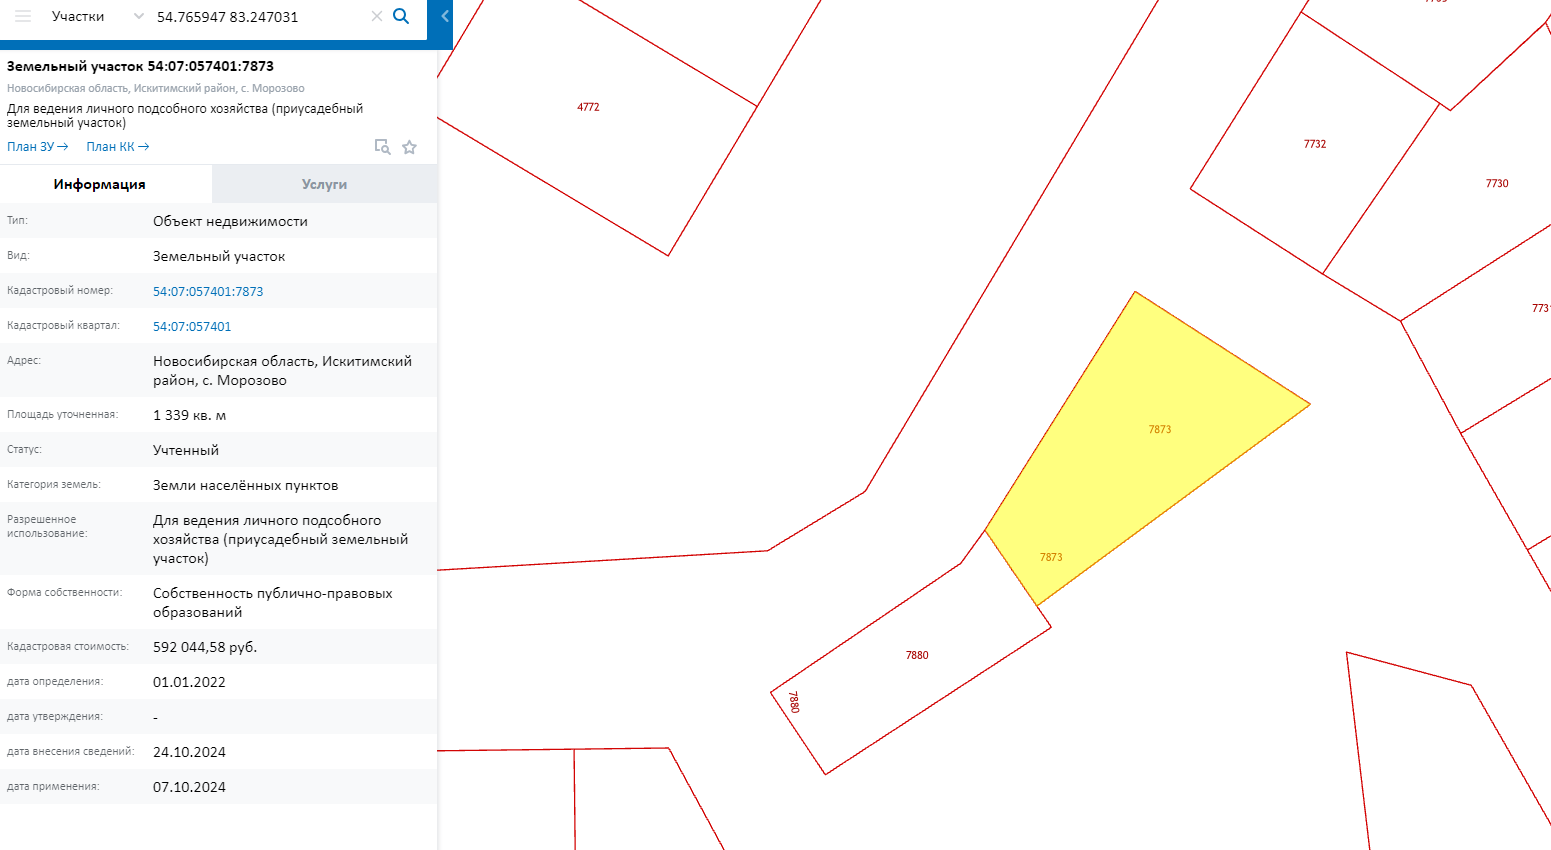 Участки
54.765947 83.247031
Земельный участок 54:07:057401:7873
Новосибирская область, Искитимский район, с. Морозово
Для ведения личного подсобного хозяйства (приусадебный
земельный участок)
План ЗУ → План КК →
Информация
Услуги
Тип:
Объект недвижимости
Вид:
Земельный участок
Кадастровый номер:
54:07:057401:7873
Кадастровый квартал:
54:07:057401
Адрес:
Новосибирская область, Искитимский
район, с. Морозово
Площадь уточненная:
1 339 кв. м
Статус:
Учтенный
Категория земель:
Земли населённых пунктов
Разрешенное
использование:
Для ведения личного подсобного
хозяйства (приусадебный земельный
участок)
Форма собственности:
Собственность публично-правовых
образований
Кадастровая стоимость:
592 044,58 руб.
дата определения:
01.01.2022
дата утверждения:
-
дата внесения сведений:
24.10.2024
дата применения:
07.10.2024
4772
7732
7730
7873
7873
7880
7880